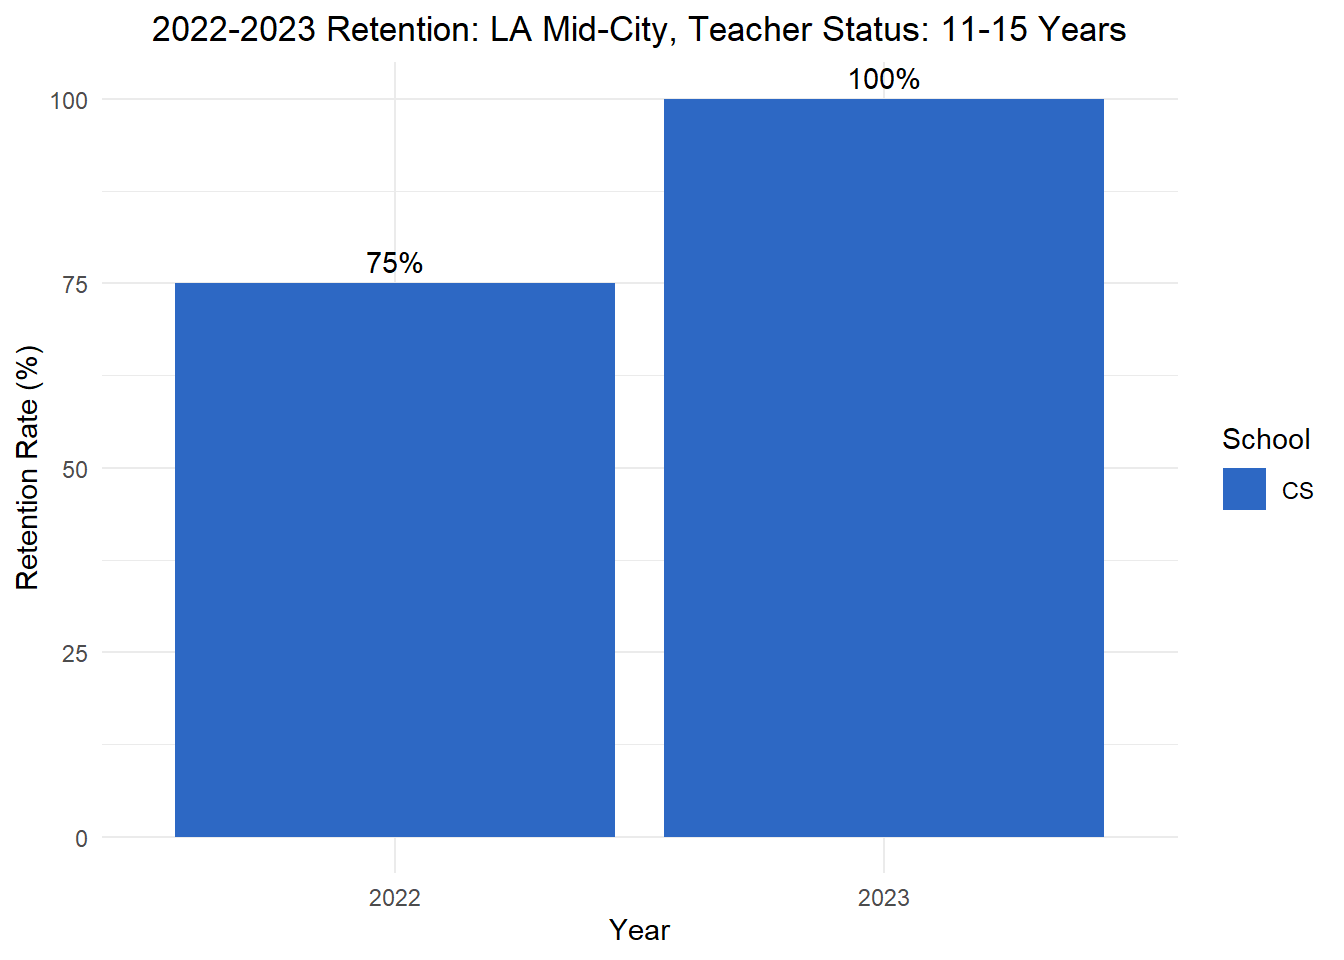 2022-2023 Retention: LA Mid-City, Teacher Status: 11-15 Years
100%
75%
100
75
50
25
0
Retention Rate (%)
2022
2023
Year
School
CS